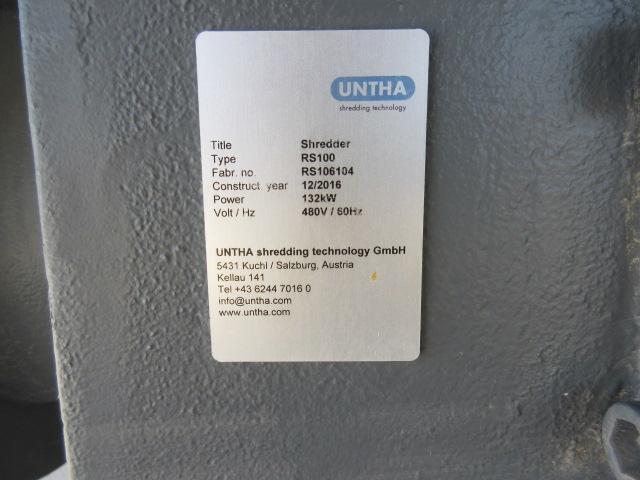 UNTHA
shredding technology
Title Shredder
Type RS100
Fabr. no. RS106104
Construct. year 12/2016
Power 132kW
Volt / Hz 480V / 60Hz
UNTHA shredding technology GmbH
5431 Kuchl / Salzburg, Austria
Kellau 141
Tel +43 6244 7016 0
info@untha.com
www.untha.com